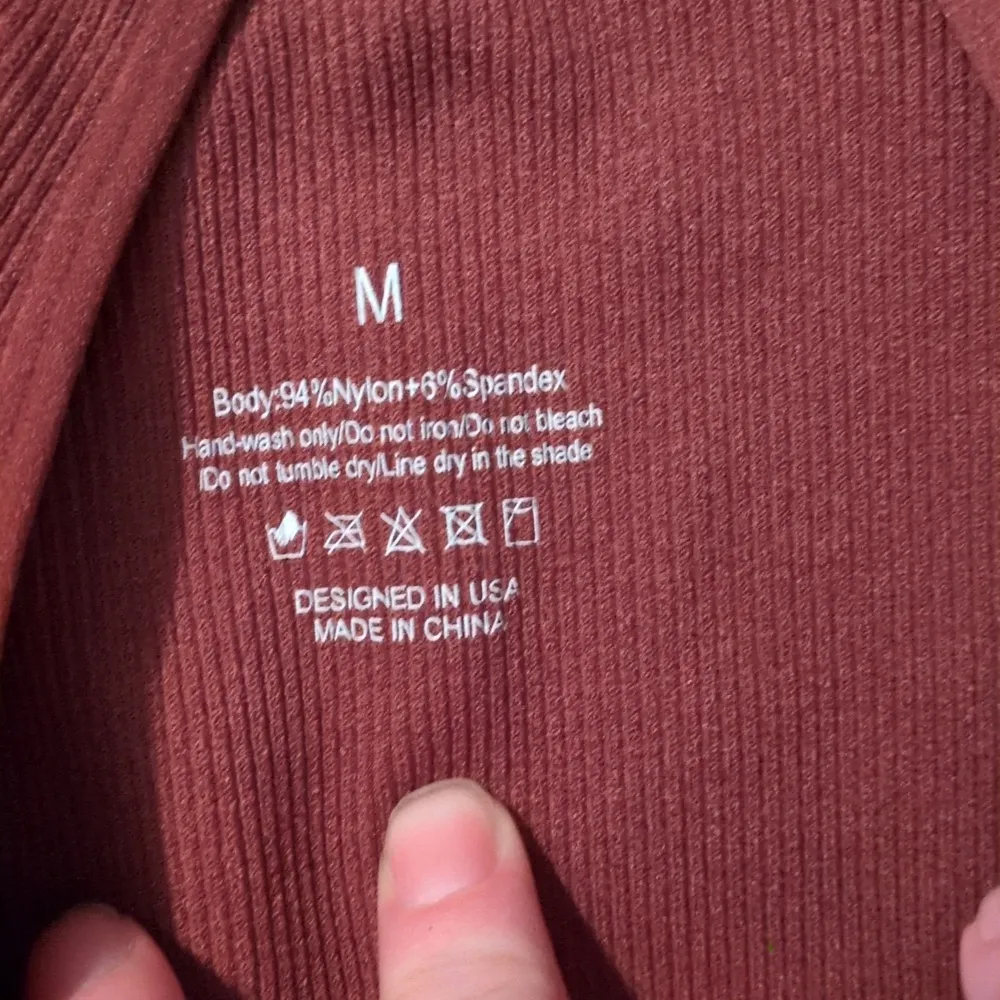 M
Body:94%Nylon+6%Spandex
Hand-wash only/Do not iron/Do not bleach
/Do not tumble dry/Line dry in the shade
DESIGNED IN USA
MADE IN CHINA